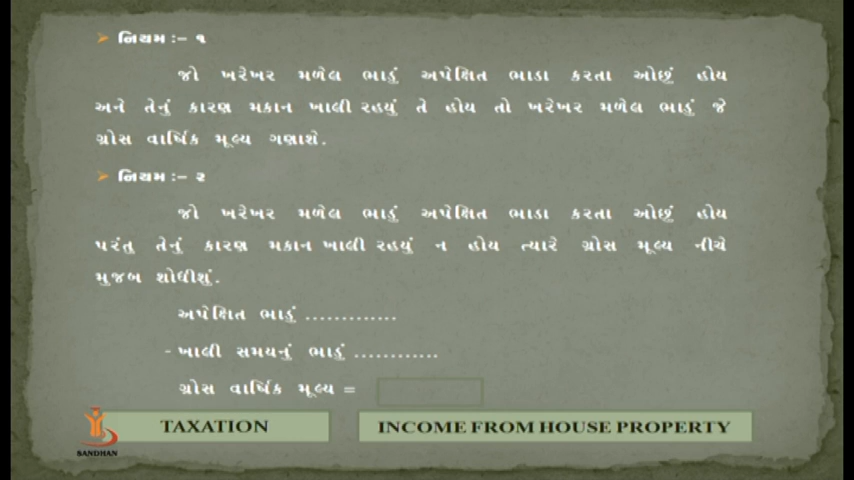 ➢ નિયમ :– ૧
જો ખરેખર મળેલ ભાડું અપેક્ષિત ભાડા કરતા ઓછું હોય
અને તેનું કારણ મકાન ખાલી રહયું તે હોય તો ખરેખર મળેલ ભાડું જે
ગ્રોસ વાર્ષિક મૂલ્ય ગણાશે.
➢ નિયમ :– ૨
જો ખરેખર મળેલ ભાડું અપેક્ષિત ભાડા કરતા ઓછું હોય
પરંતુ તેનું કારણ મકાન ખાલી રહયું ન હોય ત્યારે ગ્રોસ મૂલ્ય નીચે
મુજબ શોધીશું.
અપેક્ષિત ભાડું .............
- ખાલી સમયનું ભાડું ............
ગ્રોસ વાર્ષિક મૂલ્ય =
TAXATION
INCOME FROM HOUSE PROPERTY
SANDHAN